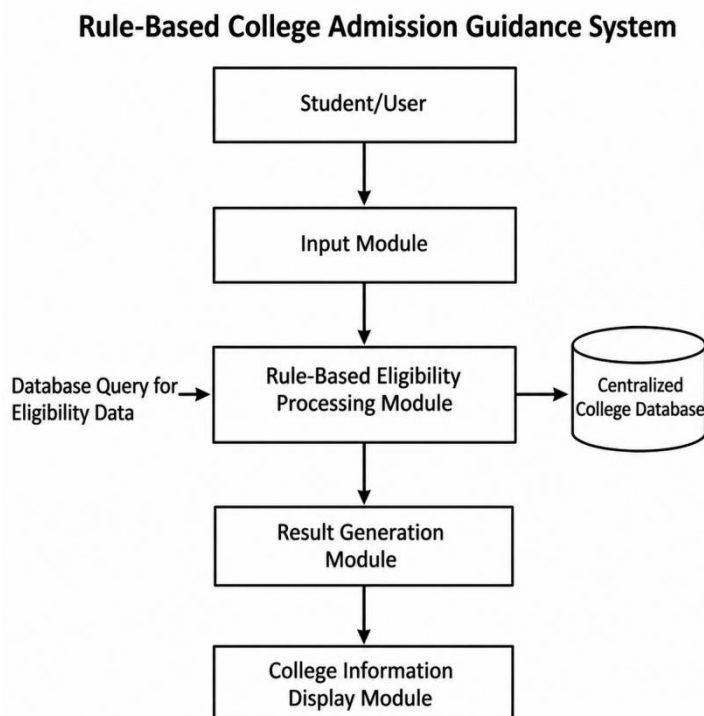 Rule-Based College Admission Guidance System
Student/User
Input Module
Database Query for
Eligibility Data
Rule-Based Eligibility
Processing Module
Centralized
College Database
Result Generation
Module
College Information
Display Module